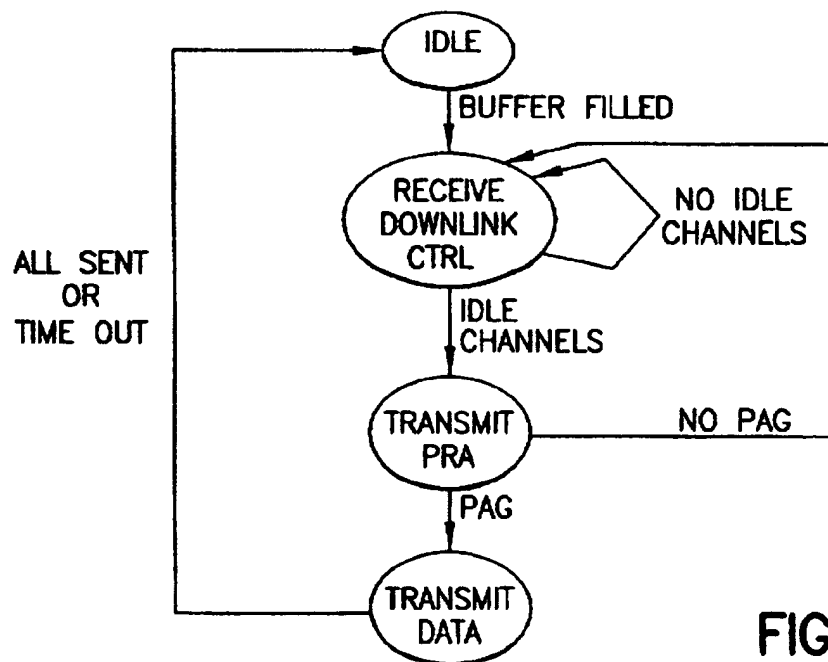 IDLE
BUFFER FILLED
RECEIVE
DOWNLINK
CTRL
NO IDLE
CHANNELS
ALL SENT
OR
TIME OUT
IDLE
CHANNELS
TRANSMIT
PRA
NO PAG
PAG
TRANSMIT
DATA
FIG